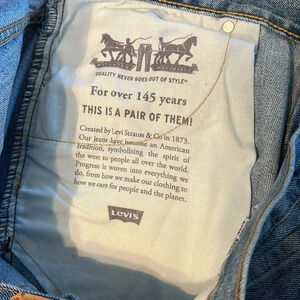 QUALITY NEVER GOES OUT OF STYLE™
For over 145 years
THIS IS A PAIR OF THEM!
Created by Levi Strauss & Co in 1873.
Our jeans have become an American
tradition, symbolizing the spirit of
the west to people all over the world.
Progress is woven into everything we
do, from how we make our clothing to
how we care for people and the planet.
Levi's